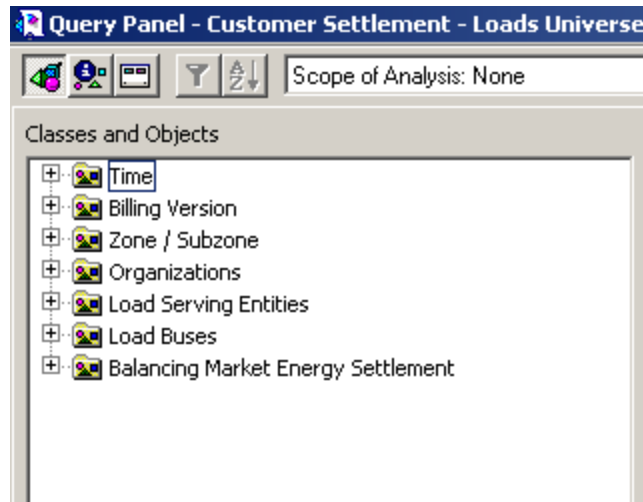 Query Panel - Customer Settlement - Loads Universe
Scope of Analysis: None
Classes and Objects
Time
Billing Version
Zone / Subzone
Organizations
Load Serving Entities
Load Buses
Balancing Market Energy Settlement